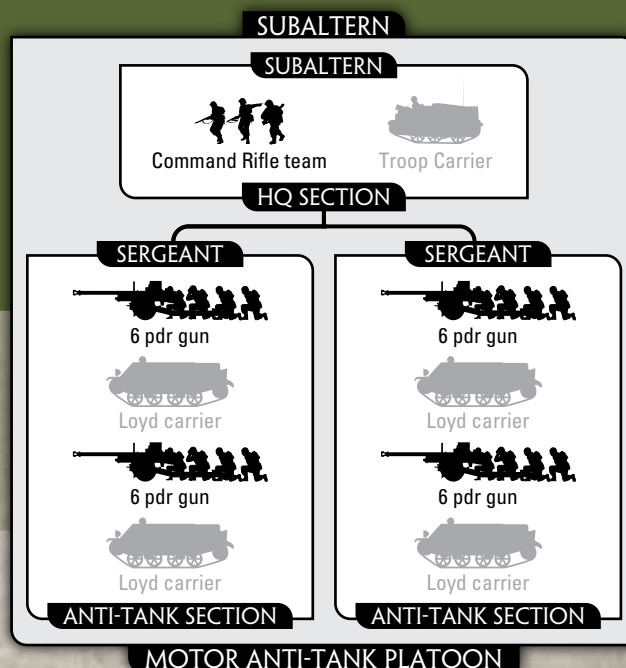 SUBALTERN
SUBALTERN
Command Rifle team
Troop Carrier
HQ SECTION
SERGEANT
6 pdr gun
Loyd carrier
6 pdr gun
Loyd carrier
ANTI-TANK SECTION
SERGEANT
6 pdr gun
Loyd carrier
6 pdr gun
Loyd carrier
ANTI-TANK SECTION
MOTOR ANTI-TANK PLATOON